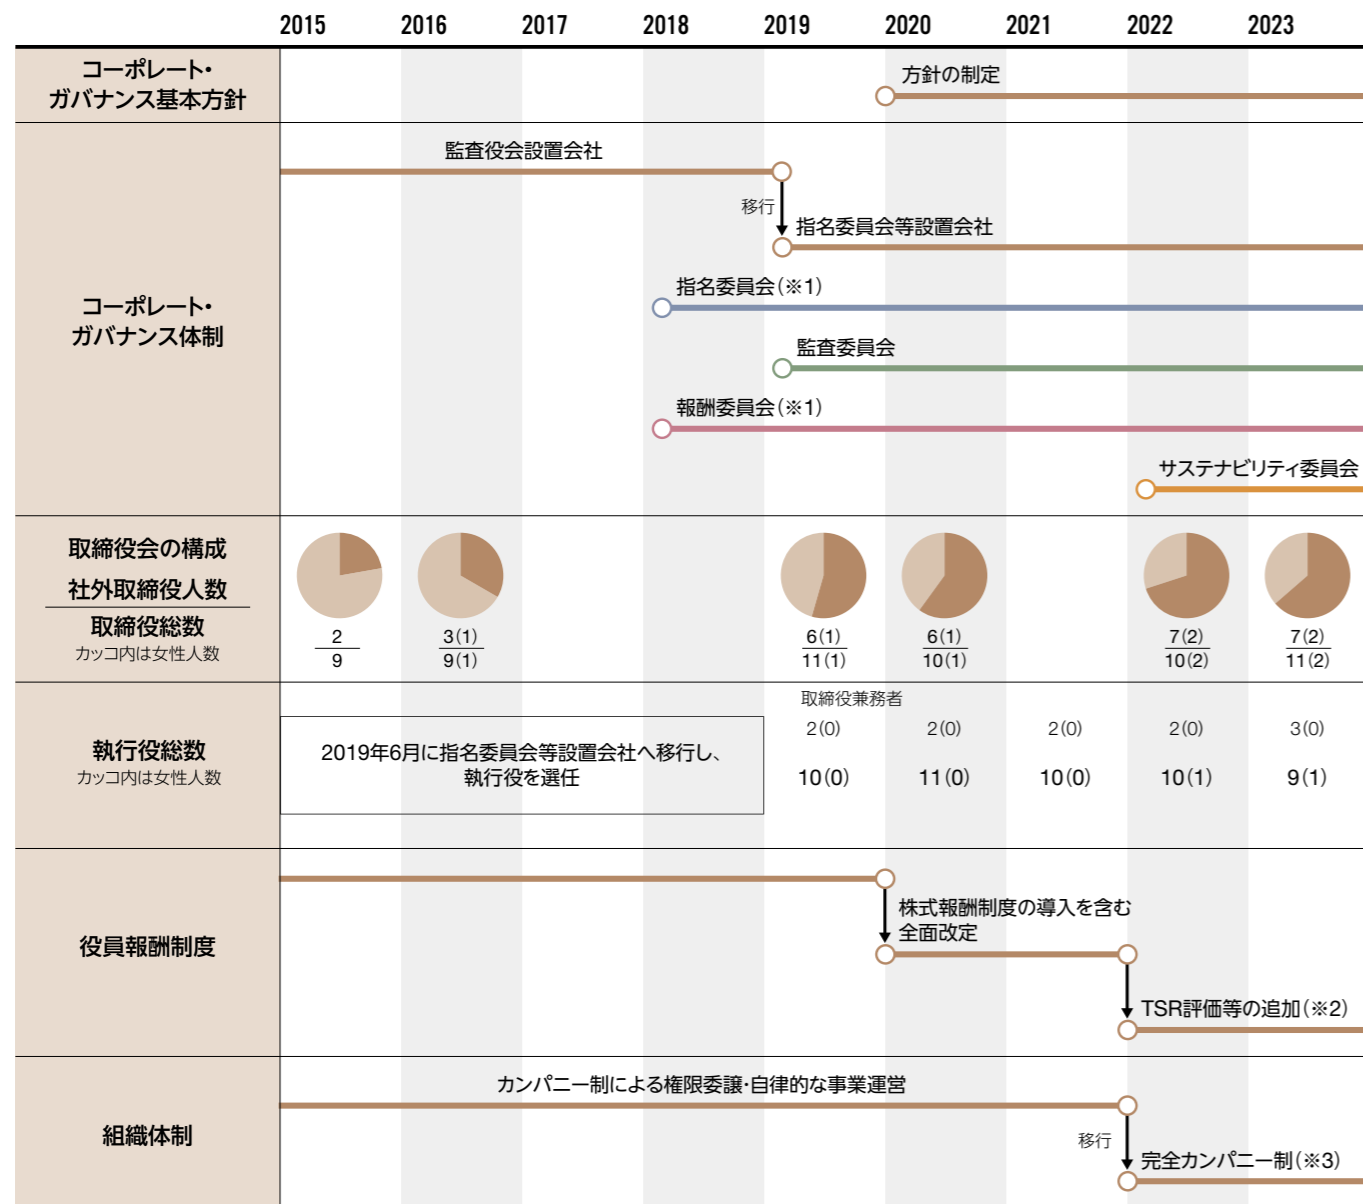 2015 2016 2017 2018 2019 2020 2021 2022 2023
コーポレート・
ガバナンス基本方針
方針の制定
コーポレート・
ガバナンス体制
監査役会設置会社
移行
指名委員会等設置会社
指名委員会(※1)
監査委員会
報酬委員会(※1)
サステナビリティ委員会
取締役会の構成
社外取締役人数
取締役総数
カッコ内は女性人数
2 3(1) 6(1) 6(1) 7(2) 7(2)
9 9(1) 11(1) 10(1) 10(2) 11(2)
執行役総数
カッコ内は女性人数
2019年6月に指名委員会等設置会社へ移行し、
執行役を選任
取締役兼務者
2(0) 2(0) 2(0) 2(0) 3(0)
10(0) 11(0) 10(0) 10(1) 9(1)
役員報酬制度
株式報酬制度の導入を含む
全面改定
TSR評価等の追加(※2)
組織体制
カンパニー制による権限委譲・自律的な事業運営
移行
完全カンパニー制(※3)